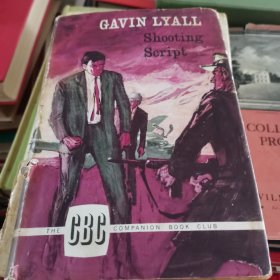 GAVIN LYALL
Shooting
Script
THE CBC COMPANION BOOK CLUB
COLL
PRO